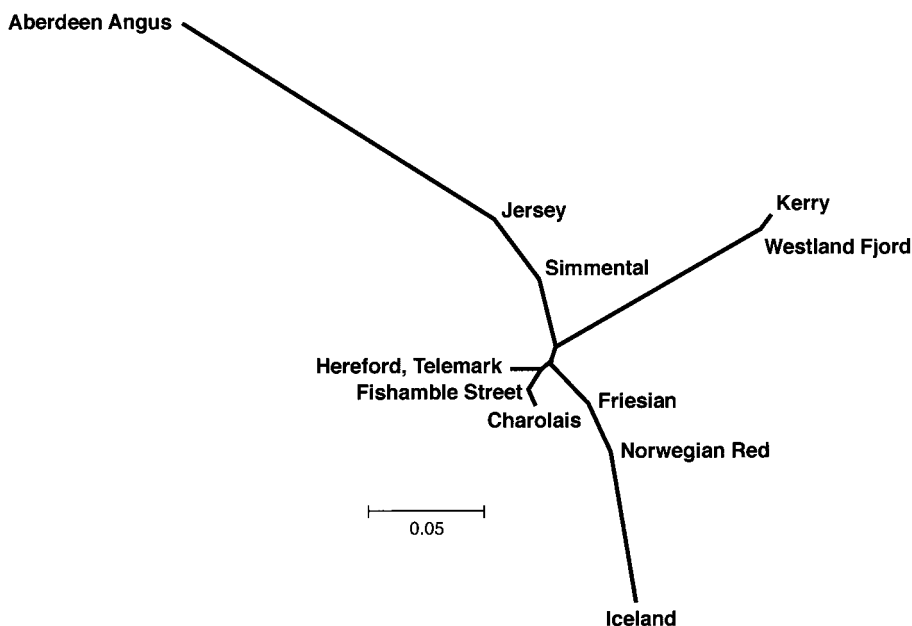 Aberdeen Angus
Kerry
Jersey
Westland Fjord
Simmental
Hereford, Telemark
Fishamble Street
Friesian
Charolais
Norwegian Red
0.05
Iceland